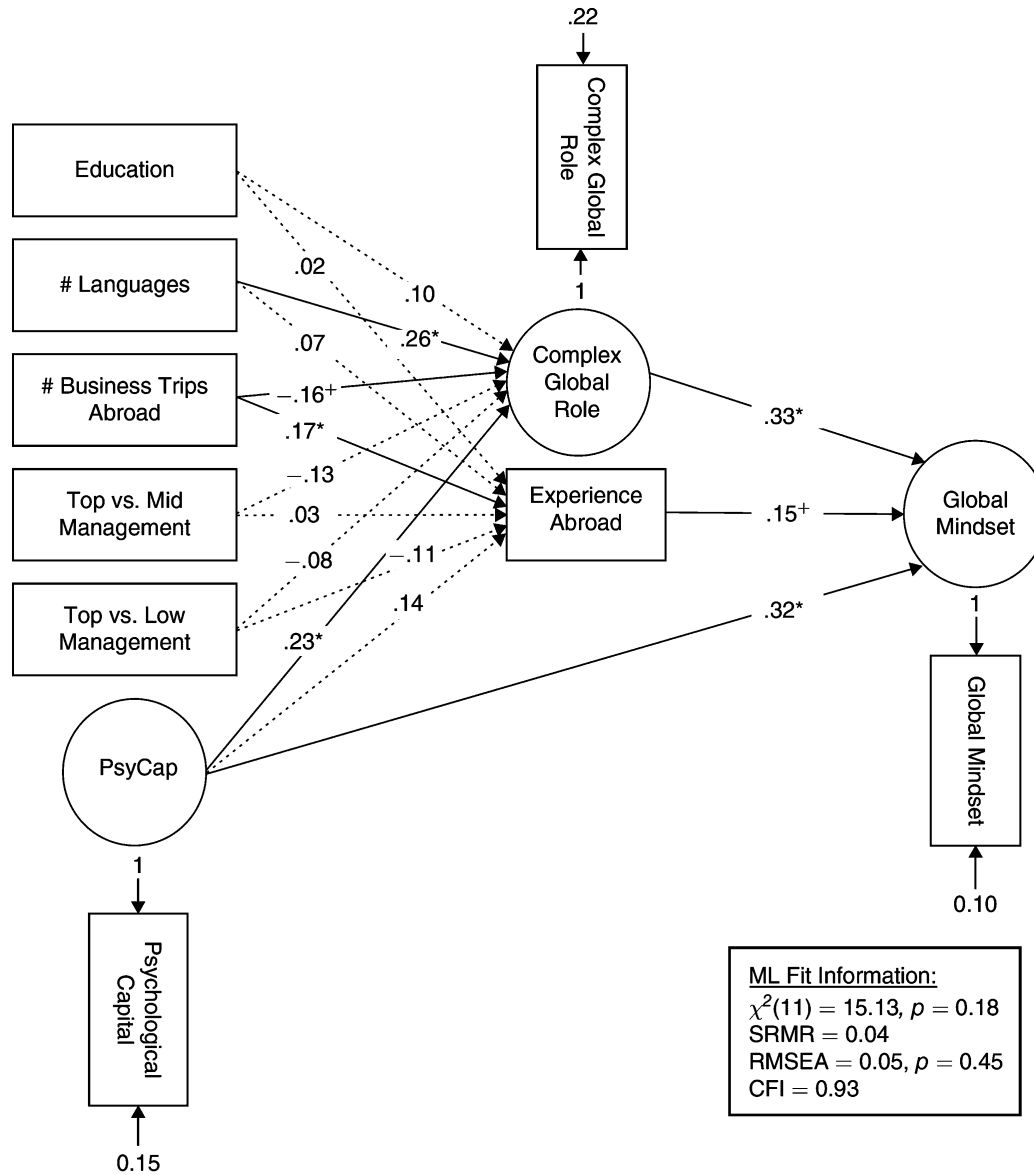 .22
Complex Global
Role
Education
# Languages
# Business Trips
Abroad
Top vs. Mid
Management
Top vs. Low
Management
.02
.10
.07
.26*
−.16+
.17*
−.13
.03
−.08
−.11
.14
.23*
1
Complex
Global
Role
Experience
Abroad
.33*
.15+
.32*
Global
Mindset
1
Global Mindset
0.10
PsyCap
1
Psychological
Capital
0.15
ML Fit Information:
χ²(11) = 15.13, p = 0.18
SRMR = 0.04
RMSEA = 0.05, p = 0.45
CFI = 0.93